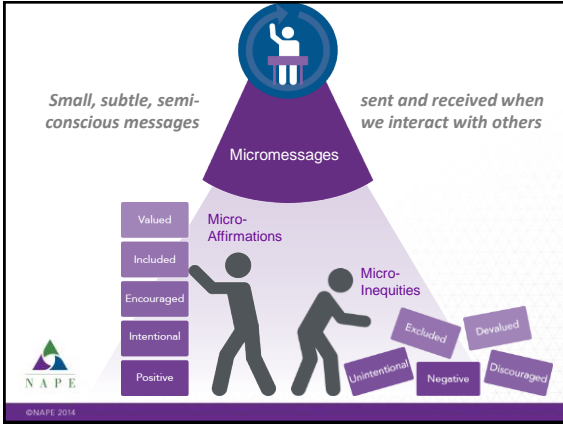 Small, subtle, semi-
conscious messages
sent and received when
we interact with others
Micromessages
Micro-
Affirmations
Valued
Included
Encouraged
Intentional
Positive
Micro-
Inequities
Excluded
Devalued
Unintentional
Negative
Discouraged
NAPE
©NAPE 2014